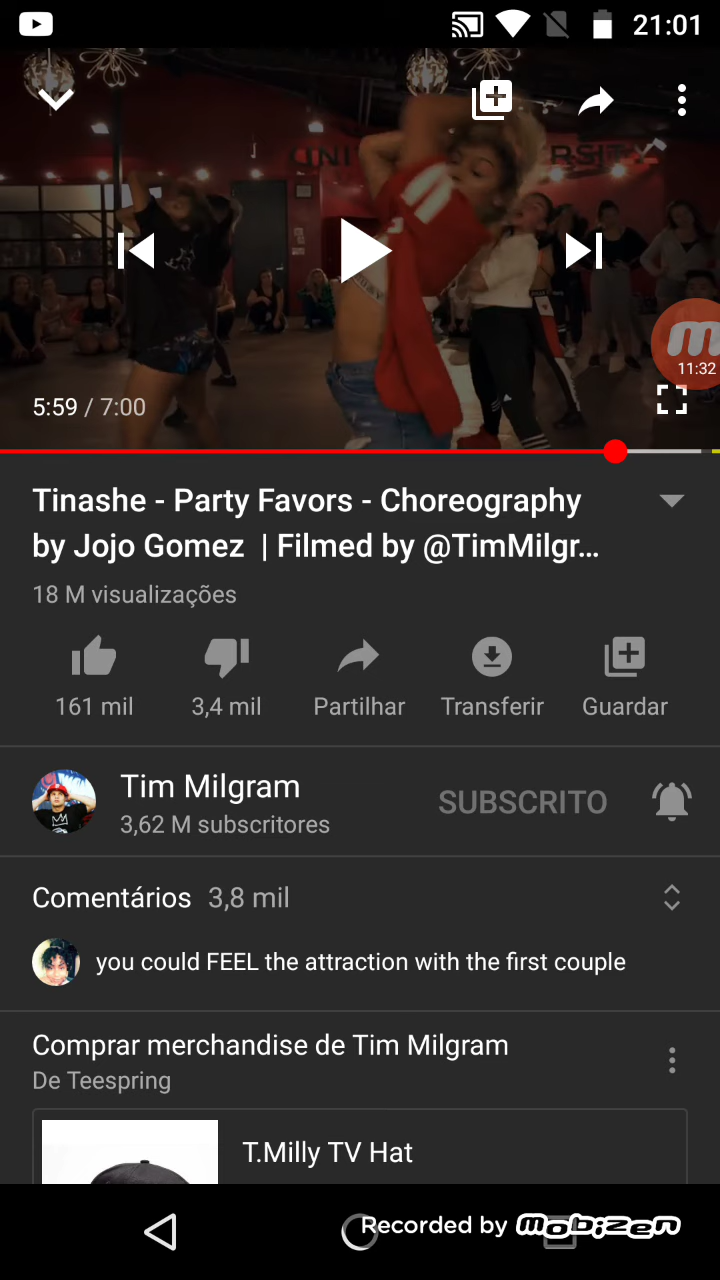 21:01
UNI
RSITY
11:32
5:59 / 7:00
Tinashe - Party Favors - Choreography
by Jojo Gomez | Filmed by @TimMilgr...
18 M visualizações
161 mil
3,4 mil
Partilhar
Transferir
Guardar
Tim Milgram
3,62 M subscritores
SUBSCRITO
Comentários 3,8 mil
you could FEEL the attraction with the first couple
Comprar merchandise de Tim Milgram
De Teespring
T.Milly TV Hat
Recorded by mobizen